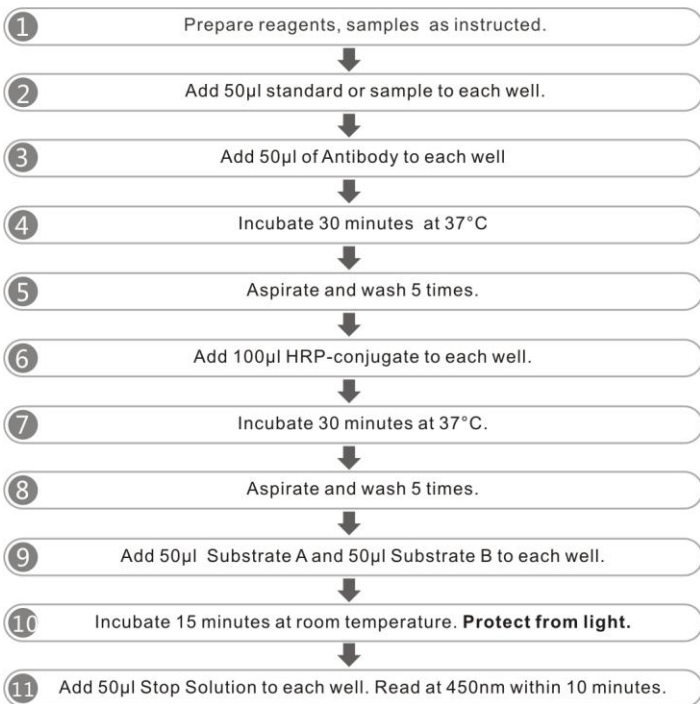 1 Prepare reagents, samples as instructed.
2 Add 50µl standard or sample to each well.
3 Add 50µl of Antibody to each well
4 Incubate 30 minutes at 37°C
5 Aspirate and wash 5 times.
6 Add 100µl HRP-conjugate to each well.
7 Incubate 30 minutes at 37°C.
8 Aspirate and wash 5 times.
9 Add 50µl Substrate A and 50µl Substrate B to each well.
10 Incubate 15 minutes at room temperature. Protect from light.
11 Add 50µl Stop Solution to each well. Read at 450nm within 10 minutes.